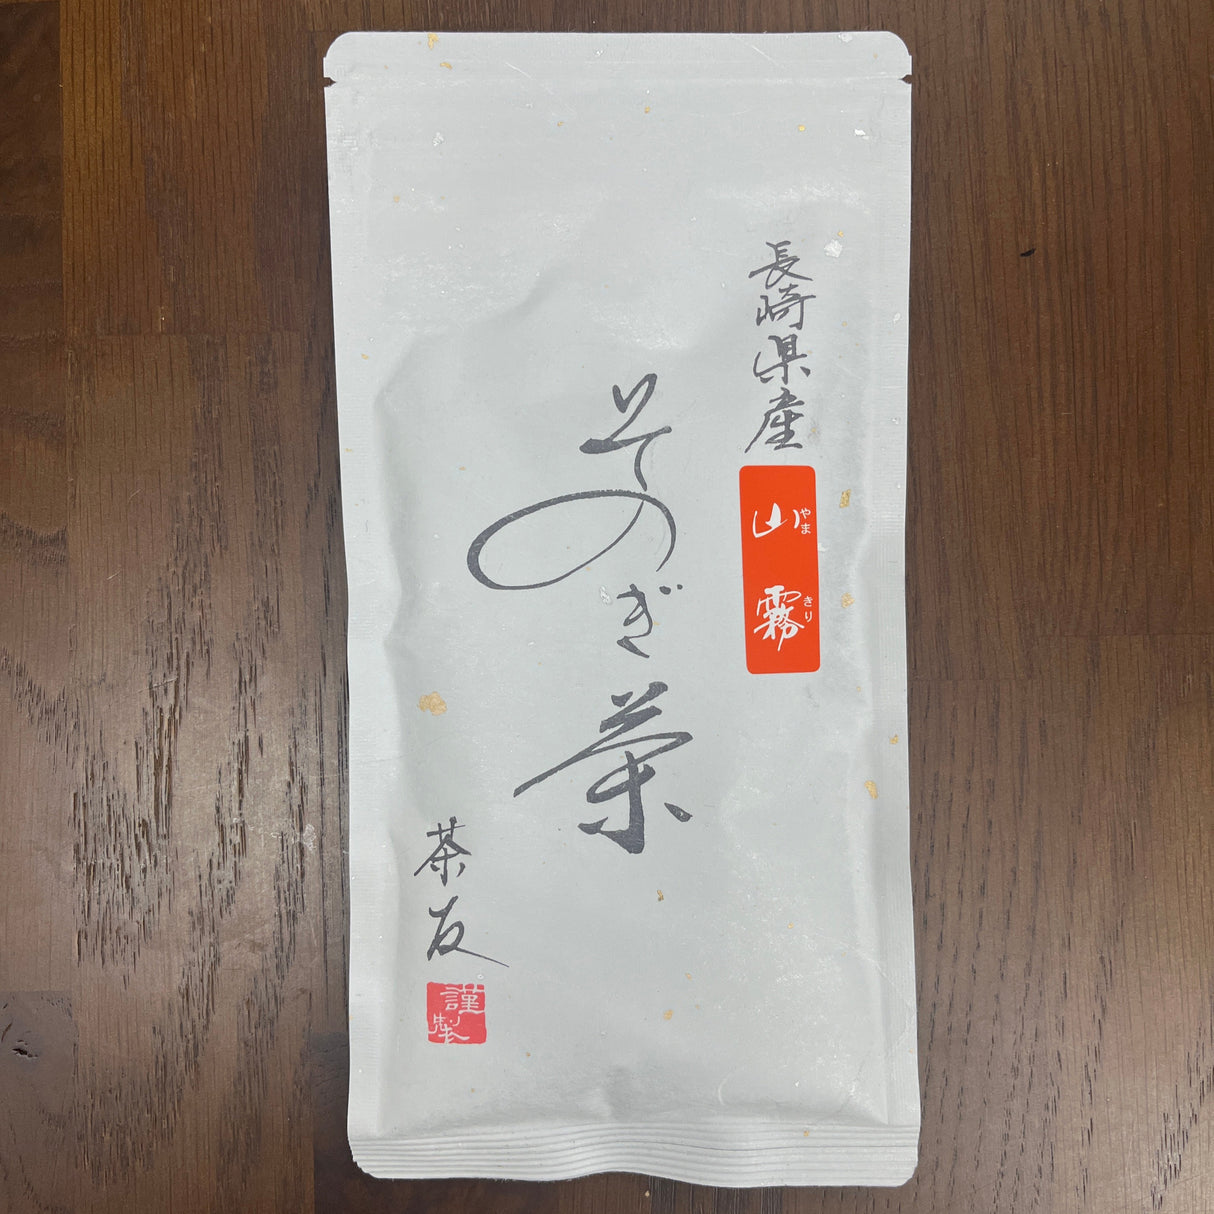 長崎県産
山霧
やまきり
そのぎ茶
茶友
謹製